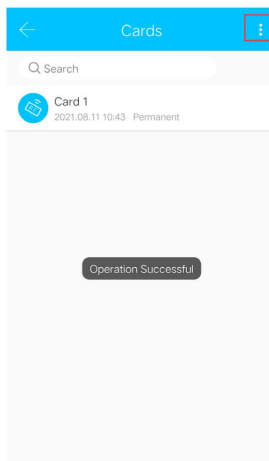 Cards
Search
Card 1
2021.08.11 10:43 Permanent
Operation Successful